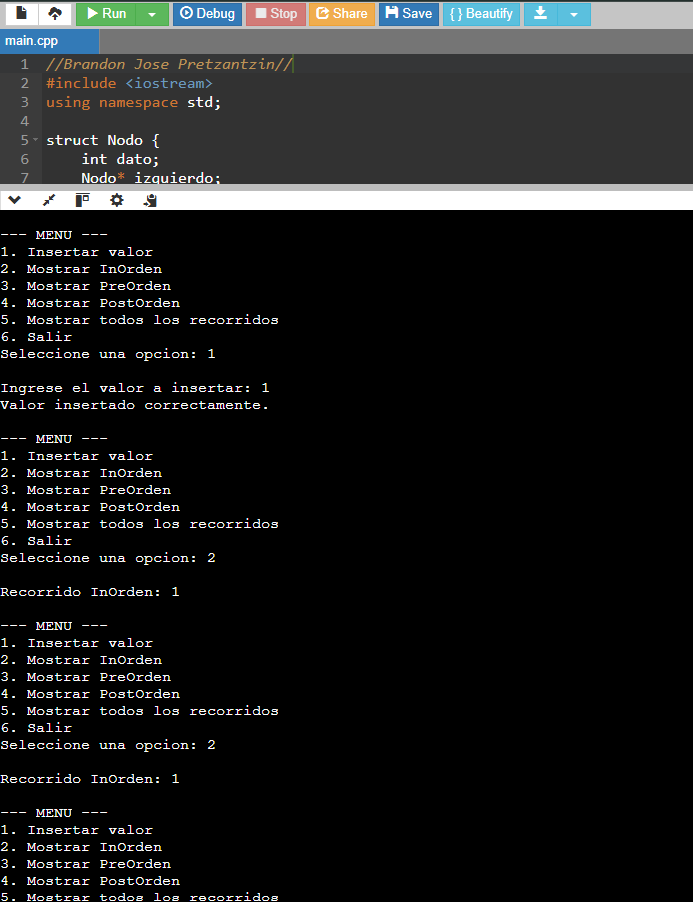 Run Debug Stop Share Save { } Beautify
main.cpp
1 //Brandon Jose Pretzantzin//
2 #include <iostream>
3 using namespace std;
4
5 struct Nodo {
6 int dato;
7 Nodo* izquierdo;
--- MENU ---
1. Insertar valor
2. Mostrar InOrden
3. Mostrar PreOrden
4. Mostrar PostOrden
5. Mostrar todos los recorridos
6. Salir
Seleccione una opcion: 1
Ingrese el valor a insertar: 1
Valor insertado correctamente.
--- MENU ---
1. Insertar valor
2. Mostrar InOrden
3. Mostrar PreOrden
4. Mostrar PostOrden
5. Mostrar todos los recorridos
6. Salir
Seleccione una opcion: 2
Recorrido InOrden: 1
--- MENU ---
1. Insertar valor
2. Mostrar InOrden
3. Mostrar PreOrden
4. Mostrar PostOrden
5. Mostrar todos los recorridos
6. Salir
Seleccione una opcion: 2
Recorrido InOrden: 1
--- MENU ---
1. Insertar valor
2. Mostrar InOrden
3. Mostrar PreOrden
4. Mostrar PostOrden
5. Mostrar todos los recorridos